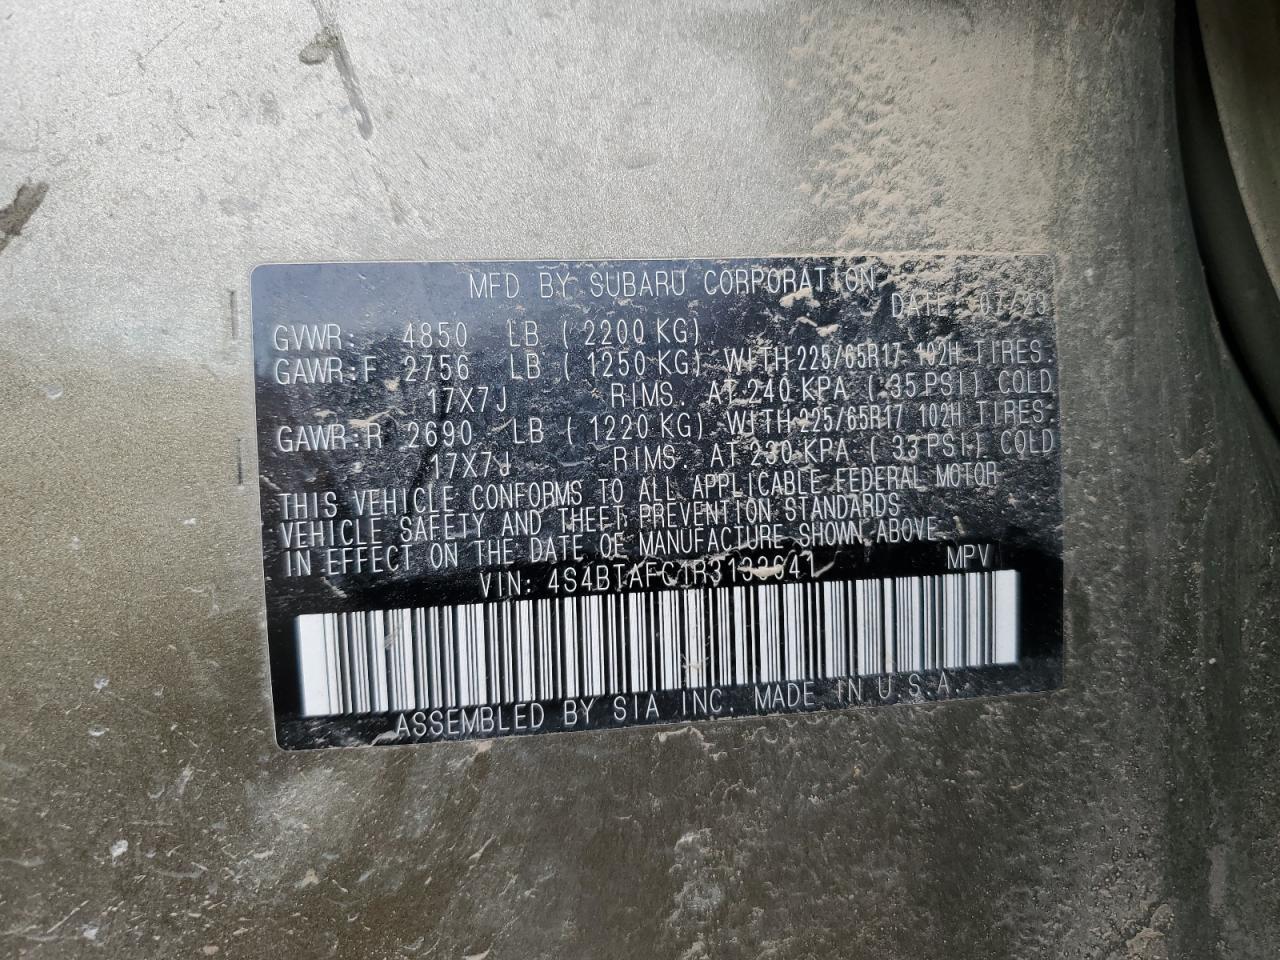 MFD BY SUBARU CORPORATION
DATE: 07/23
GVWR: 4850 LB (2200 KG)
GAWR:F 2756 LB (1250 KG) WITH 225/65R17 102H TIRES.
17X7J RIMS. AT 240 KPA ( 35 PSI) COLD
GAWR:R 2690 LB (1220 KG) WITH 225/65R17 102H TIRES.
17X7J RIMS. AT 230 KPA ( 33 PSI) COLD
THIS VEHICLE CONFORMS TO ALL APPLICABLE FEDERAL MOTOR
VEHICLE SAFETY AND THEFT PREVENTION STANDARDS
IN EFFECT ON THE DATE OF MANUFACTURE SHOWN ABOVE.
VIN: 4S4BTAFC1R3133641 MPV
ASSEMBLED BY SIA INC. MADE IN U.S.A.